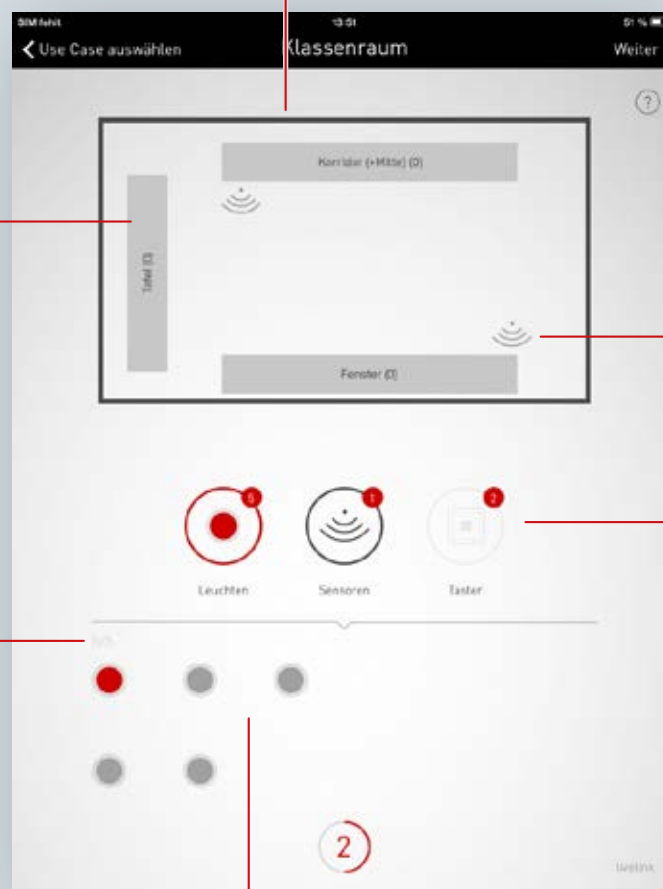 SIM fehlt
13:51
51 %
Use Case auswählen
Klassenraum
Weiter
?
Korridor (+Mitte) (0)
Tafel (0)
Fenster (0)
5
1
2
Leuchten
Sensoren
Taster
2
livelink